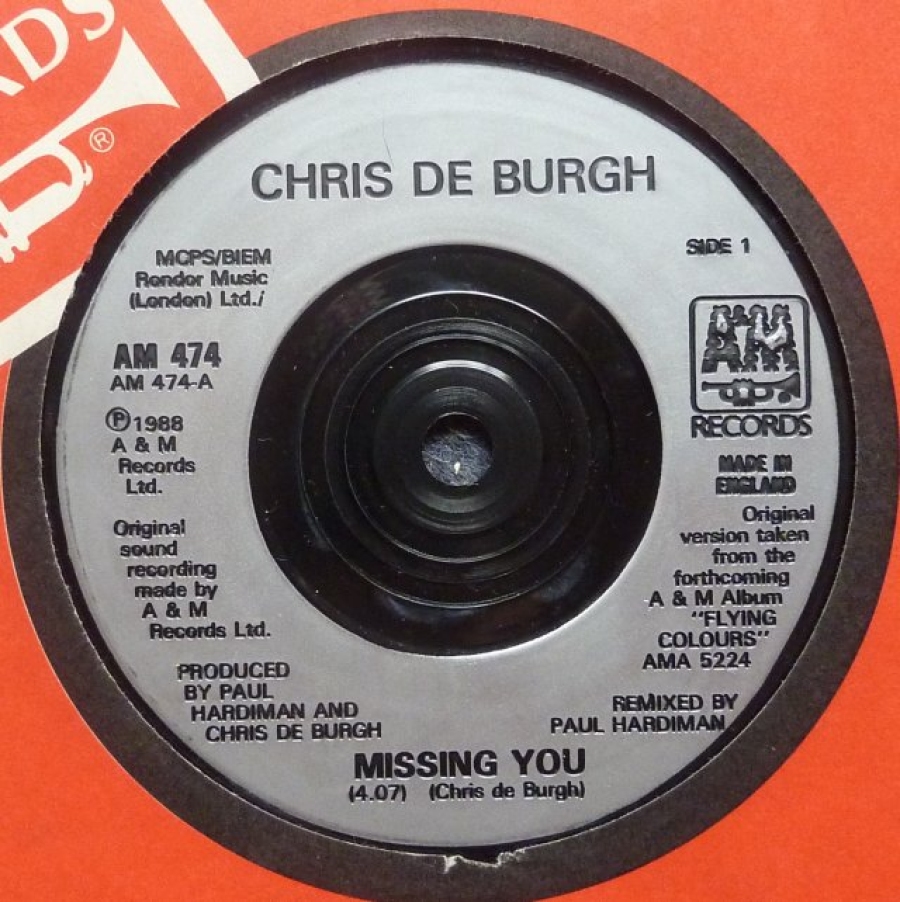 RDS
®
CHRIS DE BURGH
SIDE 1
MCPS/BIEM
Rondor Music
(London) Ltd./
AM 474
AM 474-A
℗1988
A & M
Records
Ltd.
Original
sound
recording
made by
A & M
Records Ltd.
PRODUCED
BY PAUL
HARDIMAN AND
CHRIS DE BURGH
A&M
RECORDS
MADE IN
ENGLAND
Original
version taken
from the
forthcoming
A & M Album
"FLYING
COLOURS"
AMA 5224
REMIXED BY
PAUL HARDIMAN
MISSING YOU
(4.07) (Chris de Burgh)